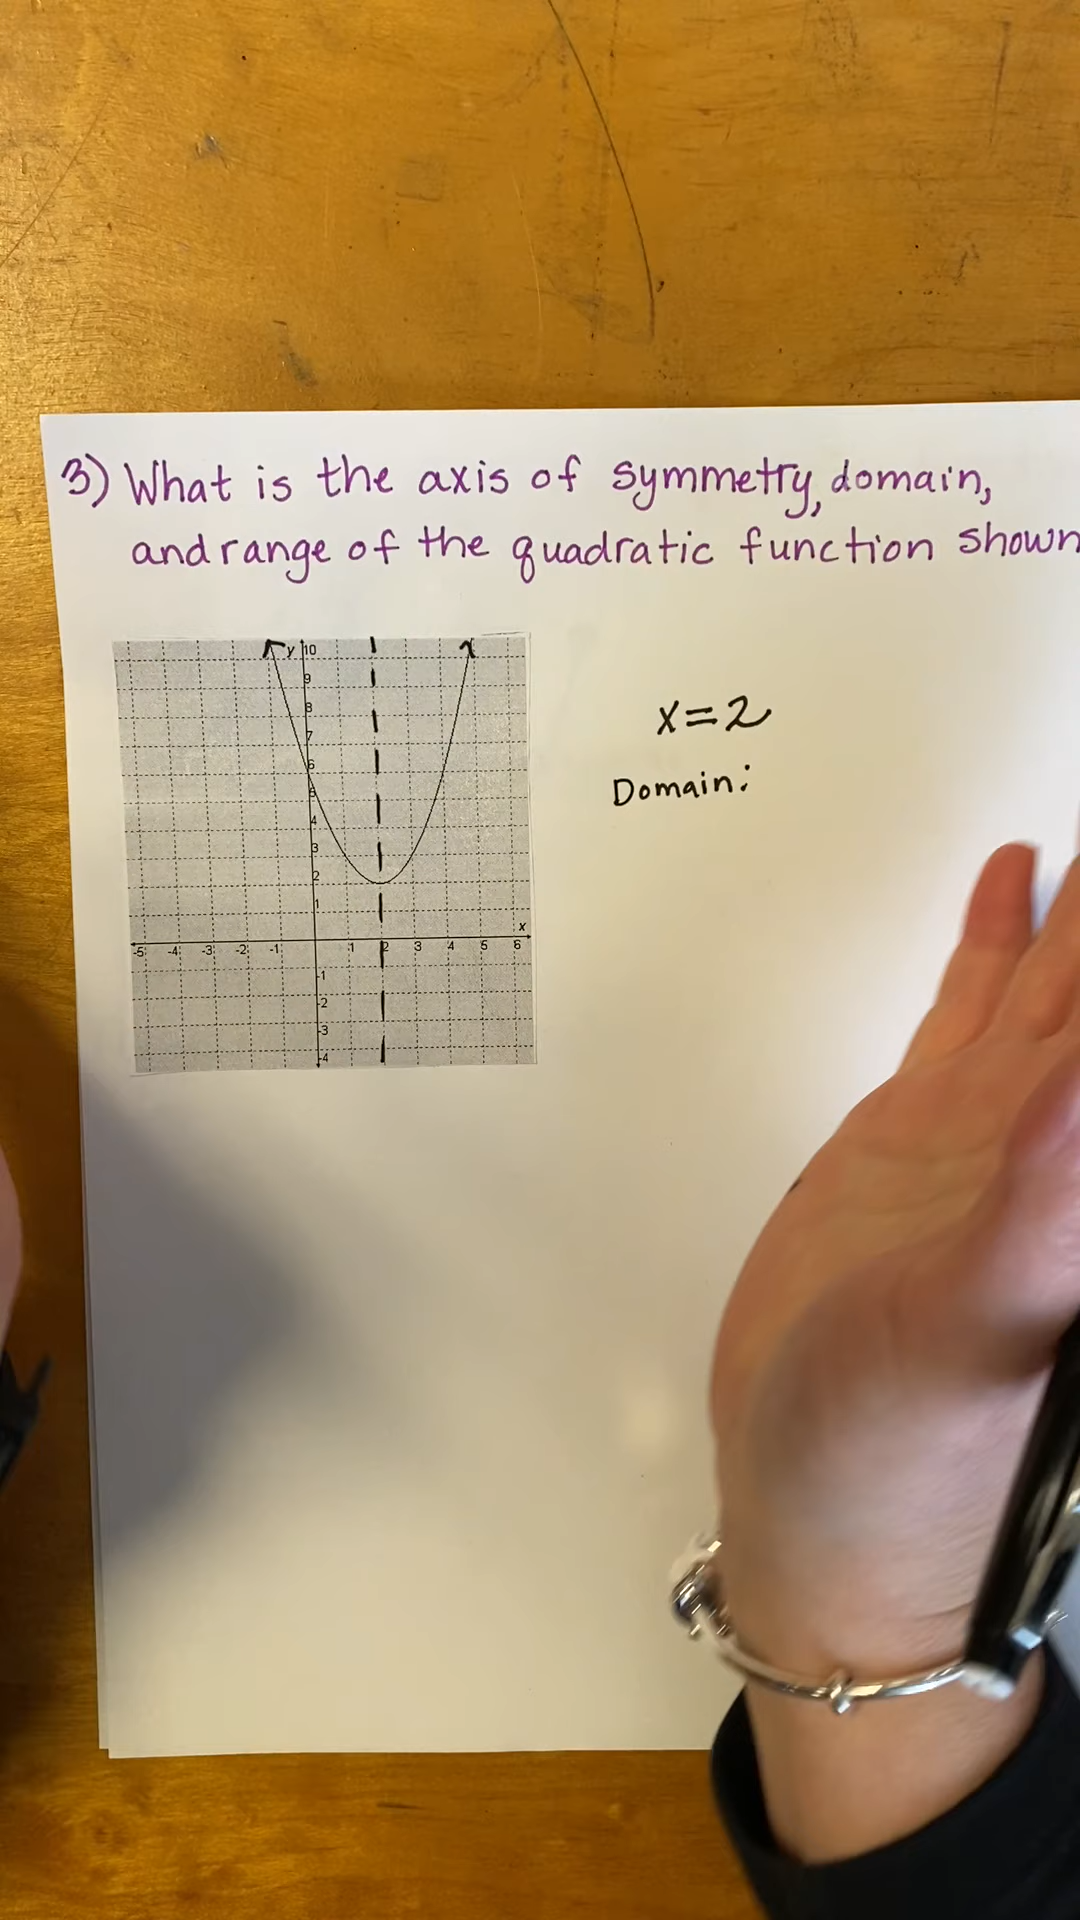 3) What is the axis of symmetry, domain,
and range of the quadratic function shown
y 10
9
8
7
6
5
4
3
2
1
x
-5 -4 -3 -2 -1 1 2 3 4 5 6
-1
-2
-3
-4
x=2
Domain: